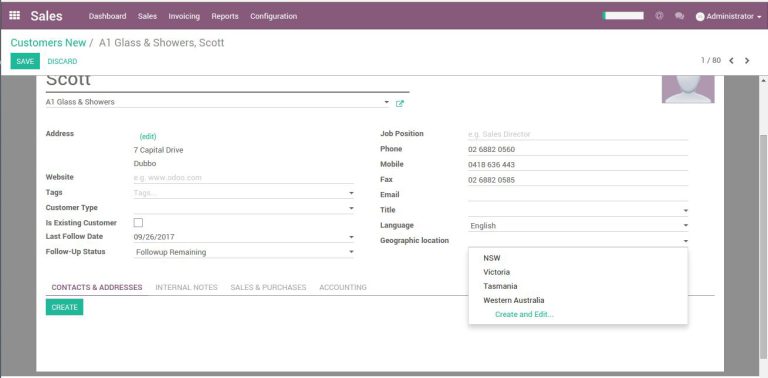 Sales Dashboard Sales Invoicing Reports Configuration @ Administrator
Customers New / A1 Glass & Showers, Scott
SAVE DISCARD 1 / 80
Scott
A1 Glass & Showers
Address (edit) Job Position e.g. Sales Director
7 Capital Drive Phone 02 6882 0560
Dubbo Mobile 0418 636 443
Website e.g. www.odoo.com Fax 02 6882 0585
Tags Tags... Email
Customer Type Title
Is Existing Customer Language English
Last Follow Date 09/26/2017 Geographic location
Follow-Up Status Followup Remaining
NSW
Victoria
Tasmania
Western Australia
Create and Edit...
CONTACTS & ADDRESSES INTERNAL NOTES SALES & PURCHASES ACCOUNTING
CREATE